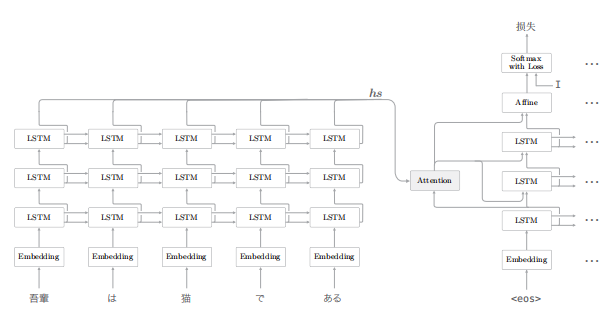 损失
Softmax
with Loss
...
I
hs
Affine
...
LSTM LSTM LSTM LSTM LSTM LSTM ...
LSTM LSTM LSTM LSTM LSTM Attention LSTM ...
LSTM LSTM LSTM LSTM LSTM LSTM ...
Embedding Embedding Embedding Embedding Embedding Embedding ...
吾輩 は 猫 で ある <eos>